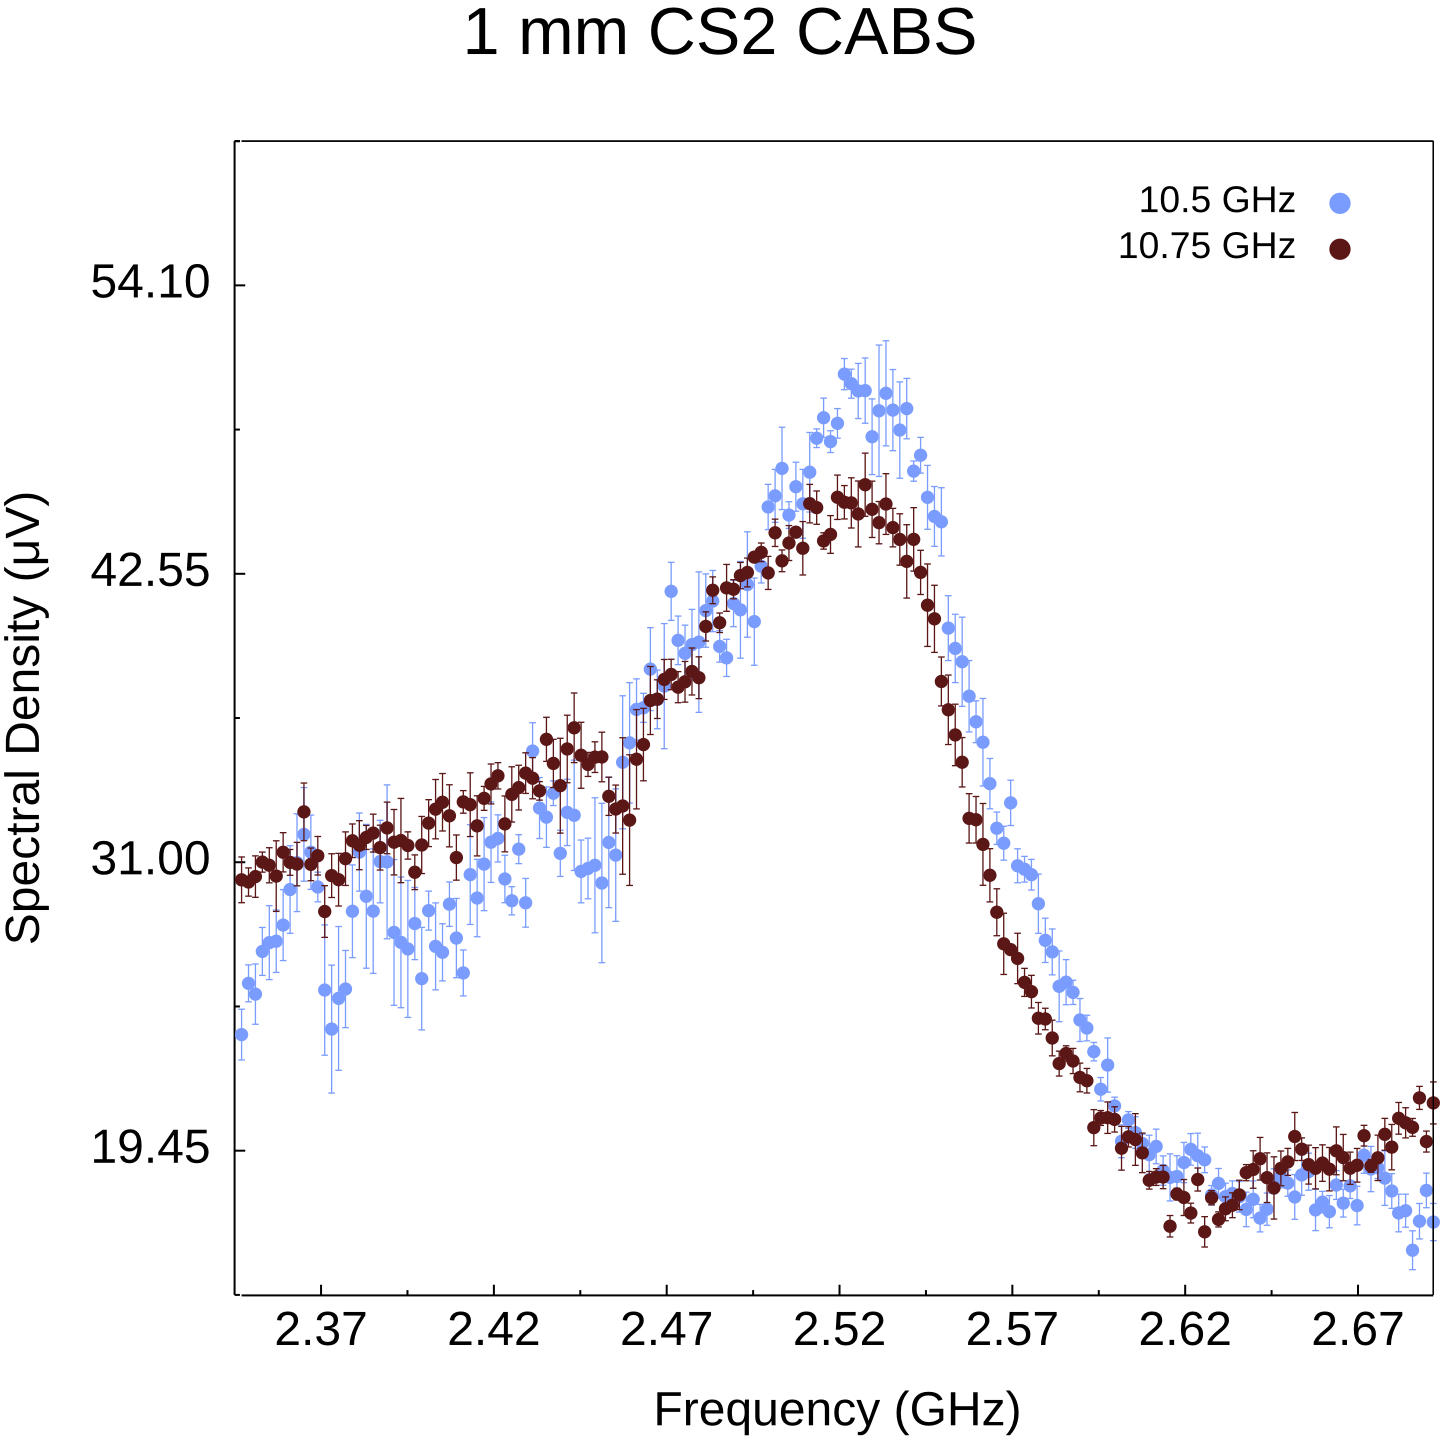 1 mm CS2 CABS
10.5 GHz
10.75 GHz
54.10
42.55
31.00
19.45
Spectral Density (μV)
2.37 2.42 2.47 2.52 2.57 2.62 2.67
Frequency (GHz)